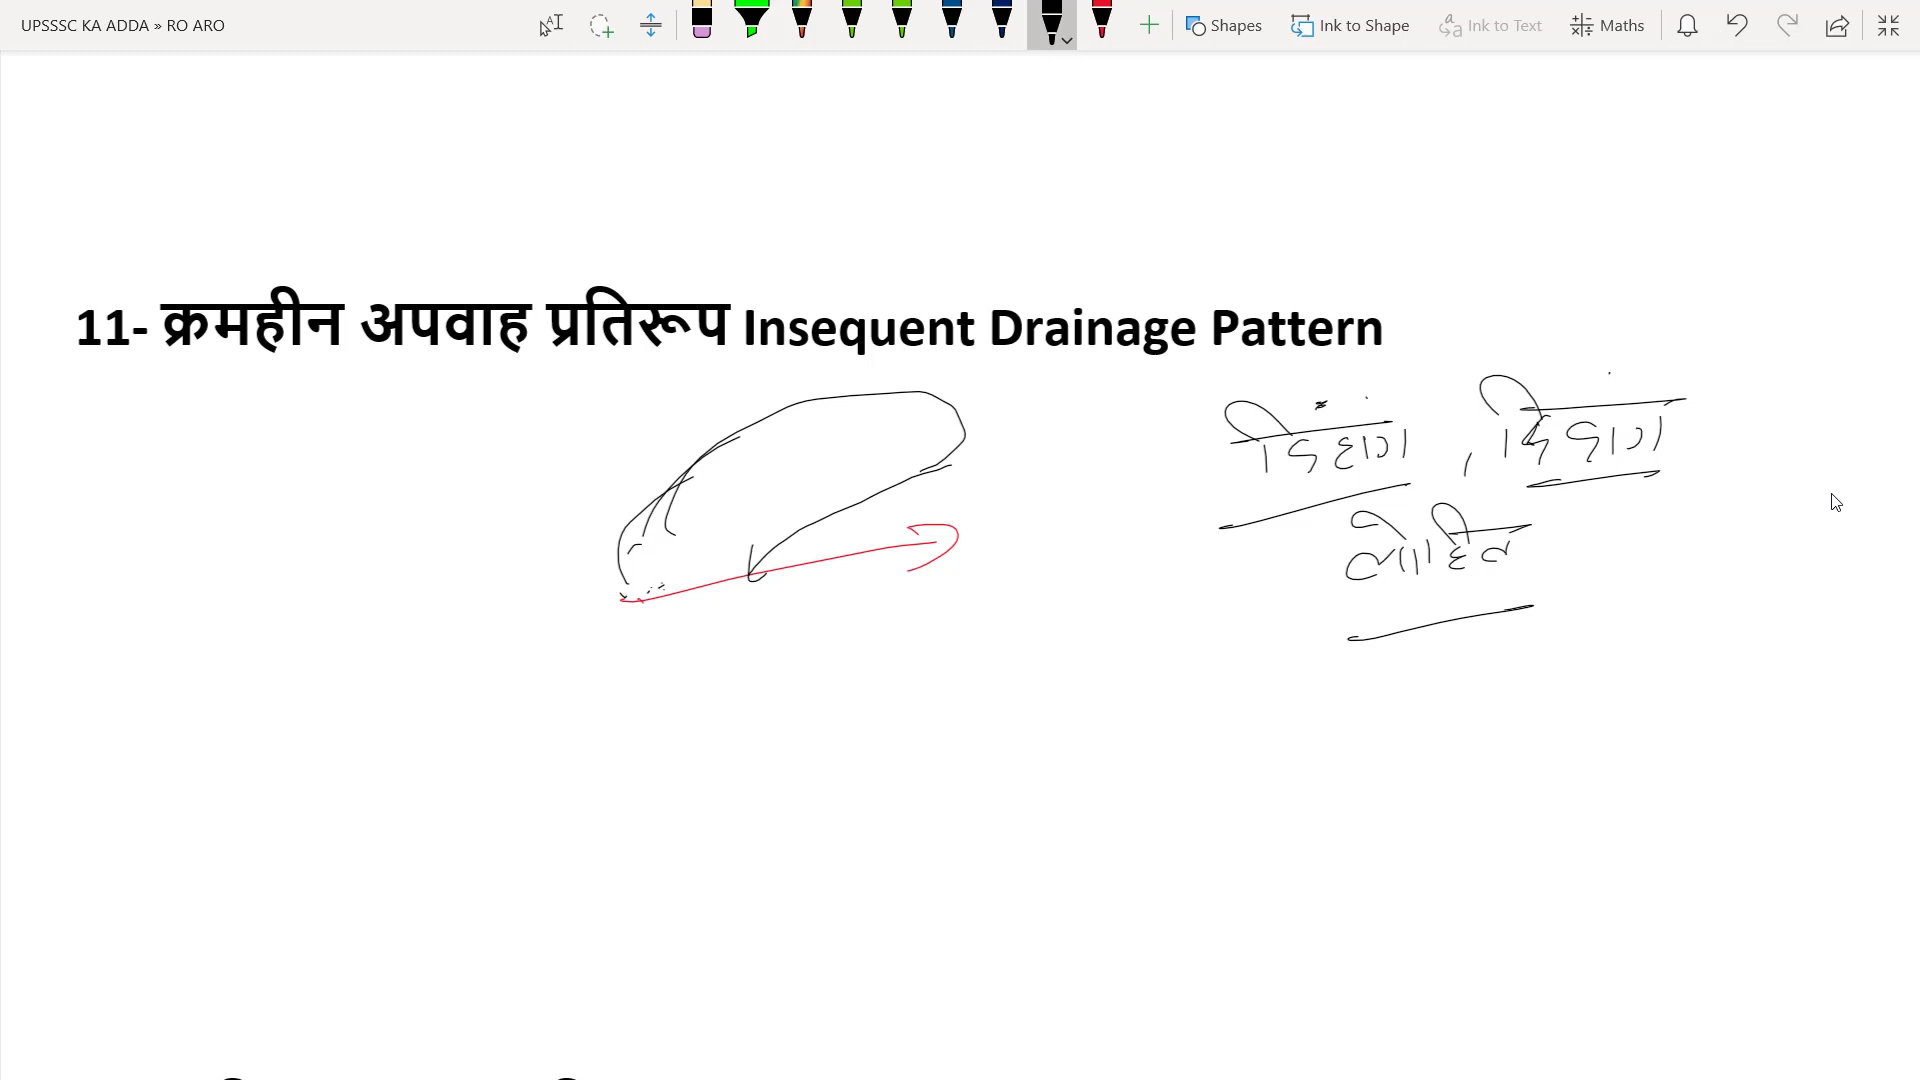 UPSSSC KA ADDA » RO ARO
Shapes
Ink to Shape
Ink to Text
Maths
11- क्रमहीन अपवाह प्रतिरूप Insequent Drainage Pattern
दिहांग , दिबांग
लोहित